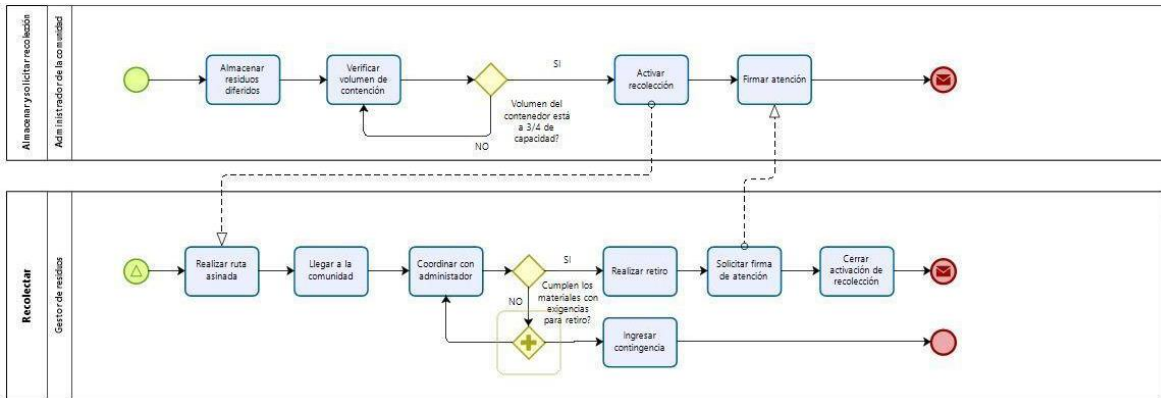 Almacenar y solicitar recolección
Administrador de la comunidad
Almacenar
residuos
diferidos
Verificar
volumen de
contención
SI
Volumen del
contenedor está
a 3/4 de
capacidad?
NO
Activar
recolección
Firmar atención
Recolectar
Gestor de residuos
Realizar ruta
asinada
Llegar a la
comunidad
Coordinar con
administador
SI
Cumplen los
materiales con
exigencias
para retiro?
NO
Realizar retiro
Solicitar firma
de atención
Cerrar
activación de
recolección
Ingresar
contingencia